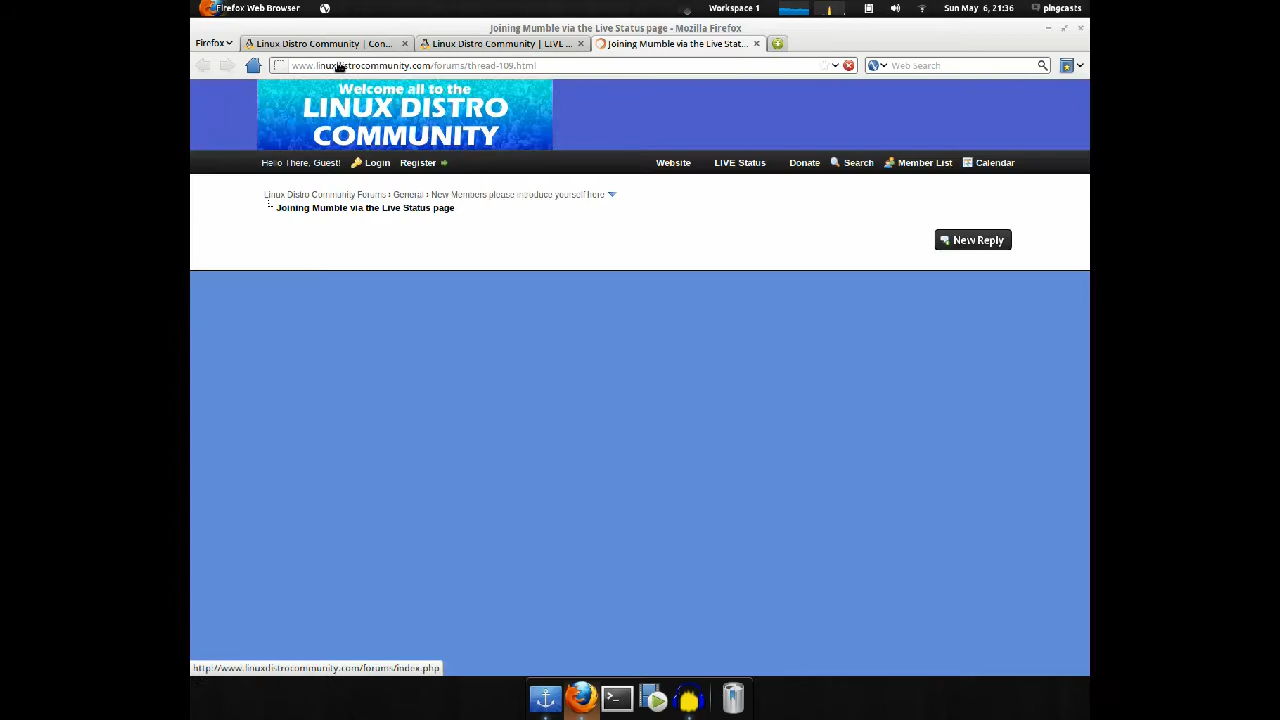 Firefox Web Browser Workspace 1 Sun May 6, 21:36 pingcasts
Joining Mumble via the Live Status page - Mozilla Firefox
Firefox Linux Distro Community | Con... Linux Distro Community | LIVE ... Joining Mumble via the Live Stat...
www.linuxdistrocommunity.com/forums/thread-109.html Web Search
Welcome all to the
LINUX DISTRO
COMMUNITY
Hello There, Guest! Login Register Website LIVE Status Donate Search Member List Calendar
Linux Distro Community Forums › General › New Members please introduce yourself here
Joining Mumble via the Live Status page
New Reply
http://www.linuxdistrocommunity.com/forums/index.php